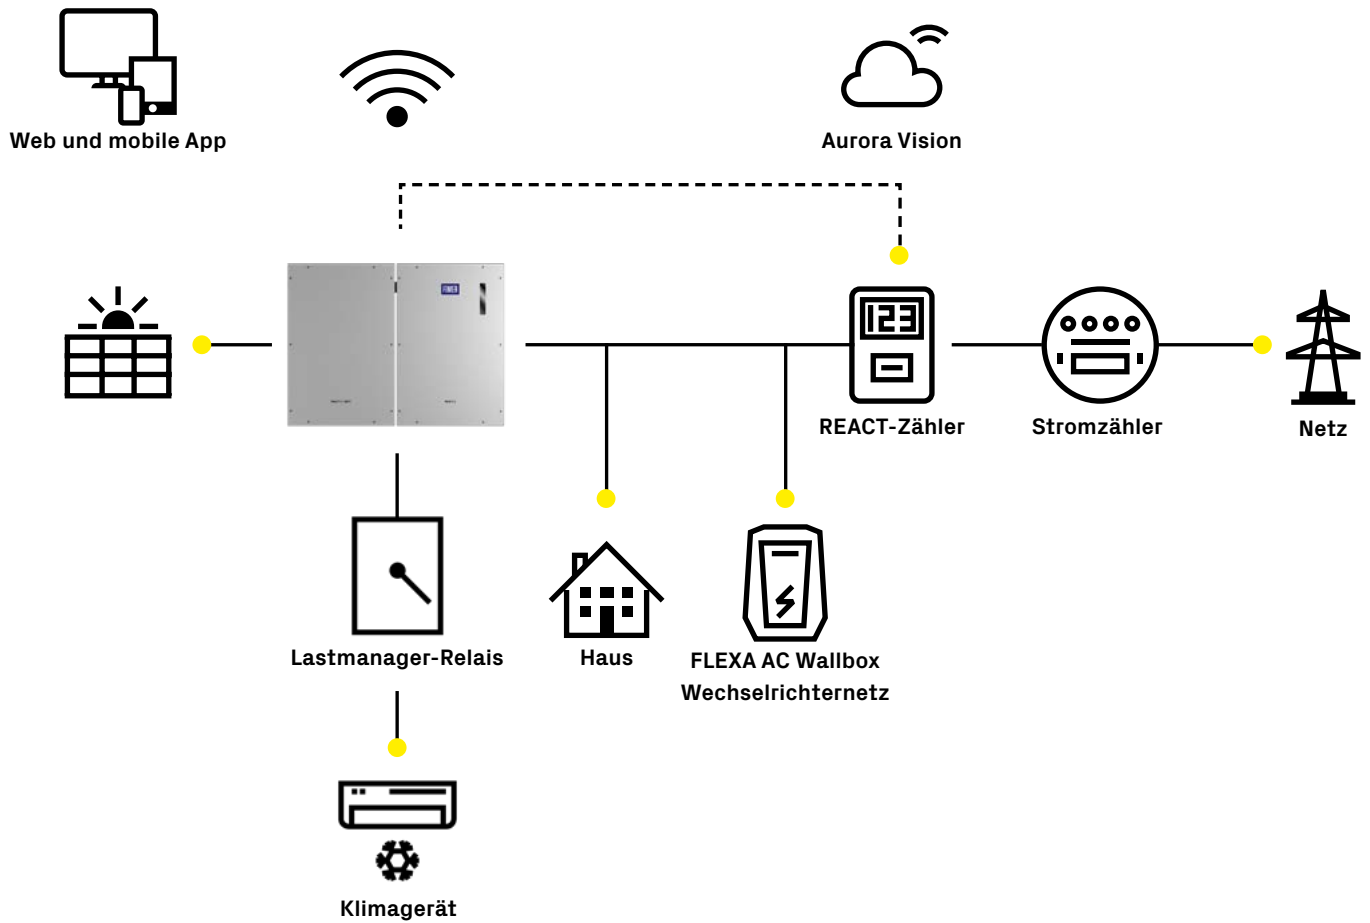 Web und mobile App
Aurora Vision
123
REACT-Zähler
Stromzähler
Netz
Lastmanager-Relais
Haus
FLEXA AC Wallbox
Wechselrichternetz
Klimagerät